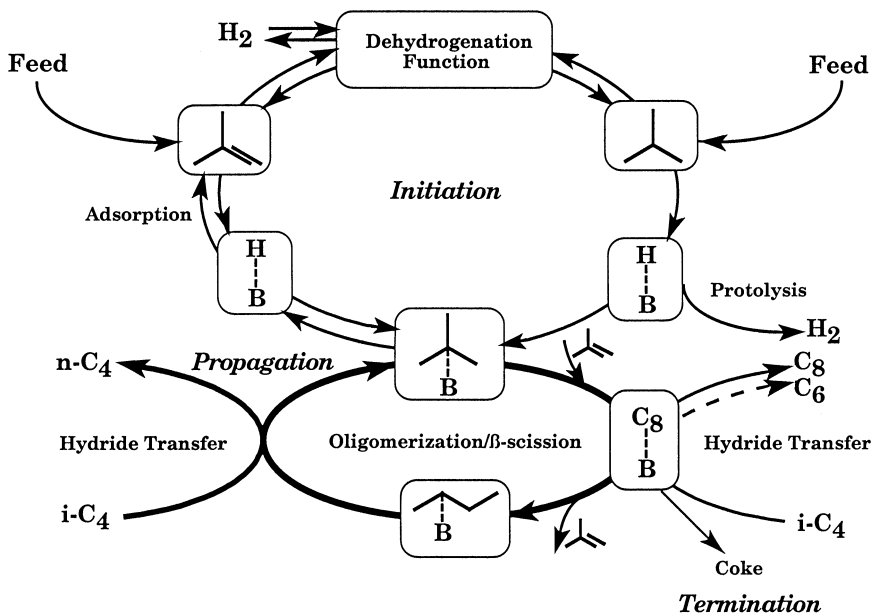 H2
Dehydrogenation
Function
Feed
Feed
Initiation
Adsorption
H
B
H
B
Protolysis
H2
n-C4
Propagation
B
C8
C6
Hydride Transfer
Oligomerization/ß-scission
C8
B
Hydride Transfer
i-C4
B
i-C4
Coke
Termination